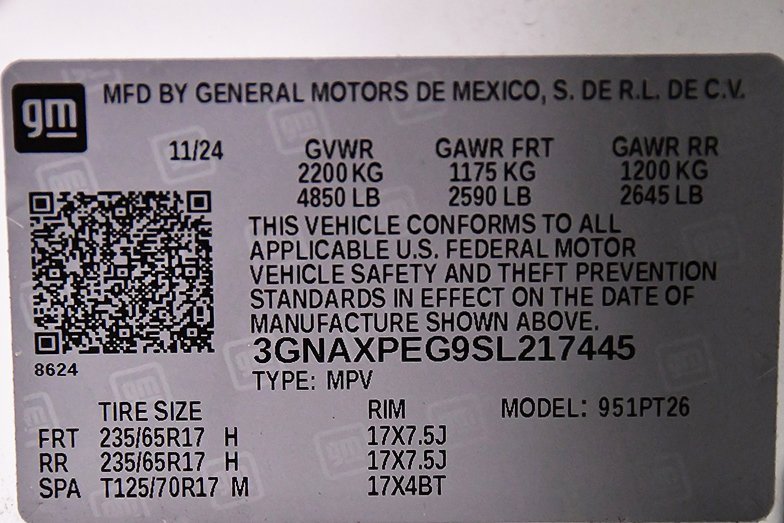 gm MFD BY GENERAL MOTORS DE MEXICO, S. DE R.L. DE C.V.
11/24 GVWR GAWR FRT GAWR RR
2200 KG 1175 KG 1200 KG
4850 LB 2590 LB 2645 LB
THIS VEHICLE CONFORMS TO ALL
APPLICABLE U.S. FEDERAL MOTOR
VEHICLE SAFETY AND THEFT PREVENTION
STANDARDS IN EFFECT ON THE DATE OF
MANUFACTURE SHOWN ABOVE.
3GNAXPEG9SL217445
8624
TYPE: MPV
TIRE SIZE RIM MODEL: 951PT26
FRT 235/65R17 H 17X7.5J
RR 235/65R17 H 17X7.5J
SPA T125/70R17 M 17X4BT